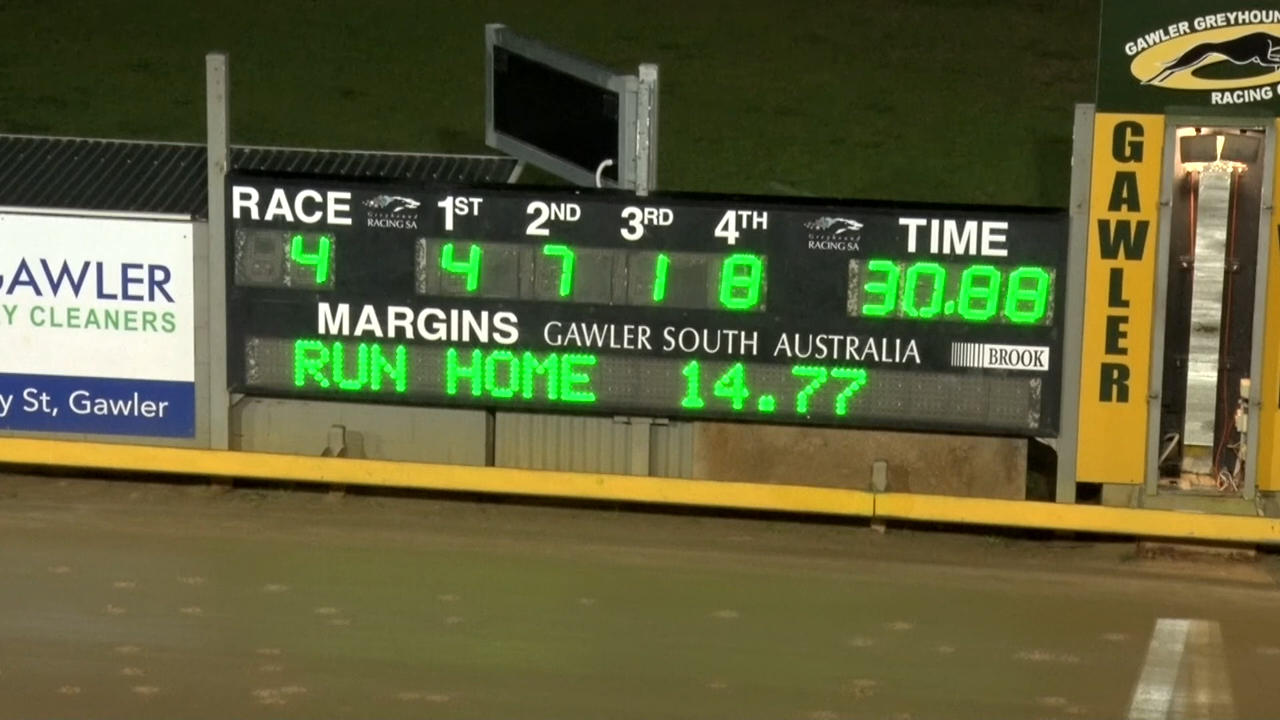 GAWLER GREYHOUN
RACING
GAWLER
RACE 1ST 2ND 3RD 4TH TIME
Greyhound RACING SA
Greyhound RACING SA
4 4 7 1 8 30.88
MARGINS GAWLER SOUTH AUSTRALIA BROOK
RUN HOME 14.77
GAWLER
Y CLEANERS
y St, Gawler